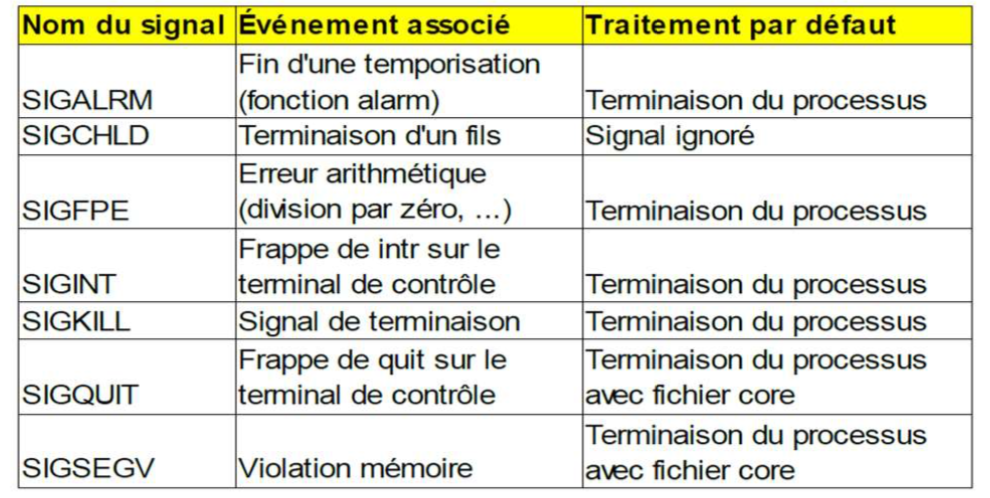 Nom du signal Événement associé Traitement par défaut
Fin d'une temporisation
SIGALRM (fonction alarm) Terminaison du processus
SIGCHLD Terminaison d'un fils Signal ignoré
Erreur arithmétique
SIGFPE (division par zéro, ...) Terminaison du processus
Frappe de intr sur le
SIGINT terminal de contrôle Terminaison du processus
SIGKILL Signal de terminaison Terminaison du processus
Frappe de quit sur le Terminaison du processus
SIGQUIT terminal de contrôle avec fichier core
Terminaison du processus
SIGSEGV Violation mémoire avec fichier core